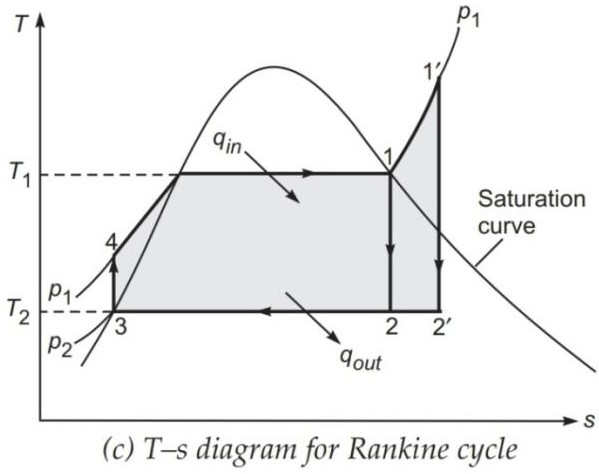 T
p1
1′
qin
1
T1
Saturation
curve
4
p1
T2
3
2
2′
p2
qout
s
(c) T–s diagram for Rankine cycle